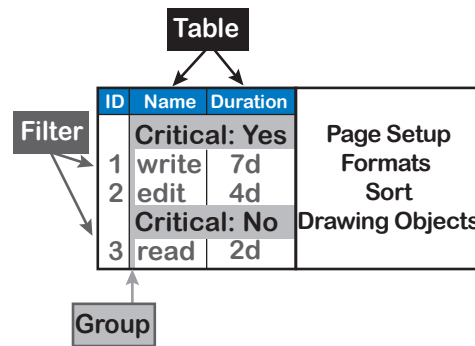 Table
ID Name Duration
Filter
Critical: Yes
1 write 7d
2 edit 4d
Critical: No
3 read 2d
Page Setup
Formats
Sort
Drawing Objects
Group